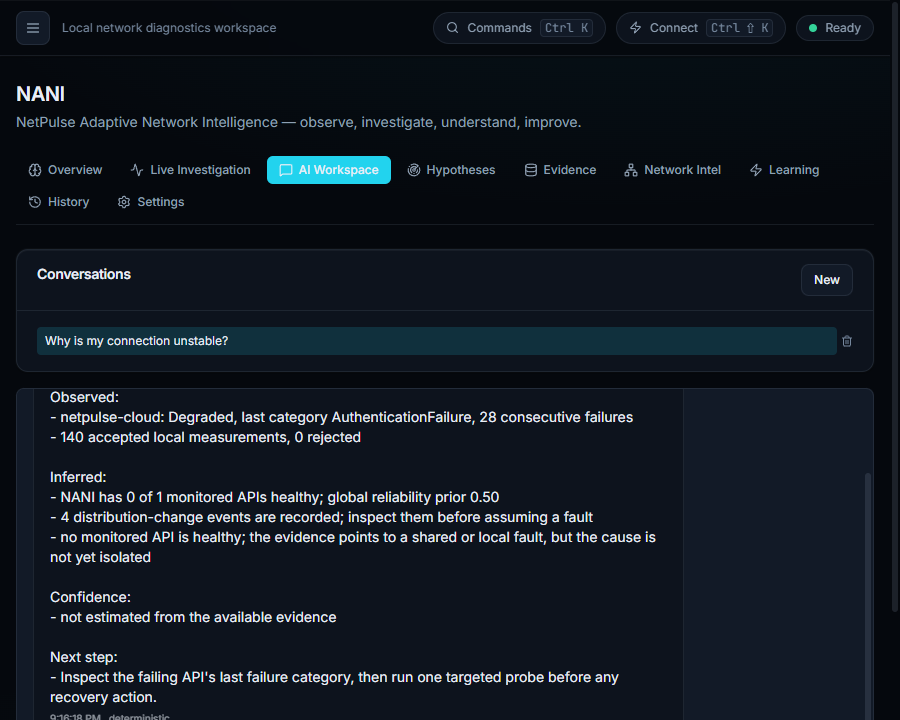 Local network diagnostics workspace
Commands Ctrl K
Connect Ctrl ⇧ K
Ready
NANI
NetPulse Adaptive Network Intelligence — observe, investigate, understand, improve.
Overview Live Investigation AI Workspace Hypotheses Evidence Network Intel Learning
History Settings
Conversations
New
Why is my connection unstable?
Observed:
- netpulse-cloud: Degraded, last category AuthenticationFailure, 28 consecutive failures
- 140 accepted local measurements, 0 rejected
Inferred:
- NANI has 0 of 1 monitored APIs healthy; global reliability prior 0.50
- 4 distribution-change events are recorded; inspect them before assuming a fault
- no monitored API is healthy; the evidence points to a shared or local fault, but the cause is
not yet isolated
Confidence:
- not estimated from the available evidence
Next step:
- Inspect the failing API's last failure category, then run one targeted probe before any
recovery action.
9:16:18 PM deterministic